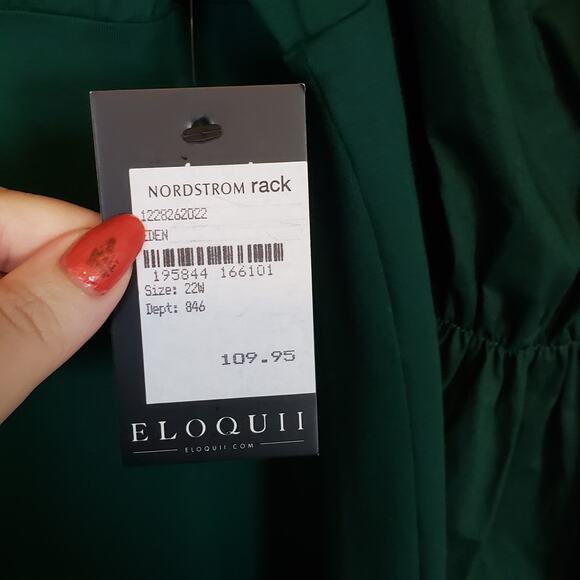 NORDSTROM rack
1228262022
EDEN
195844 166101
Size: 22W
Dept: 846
109.95
ELOQUII
ELOQUII.COM